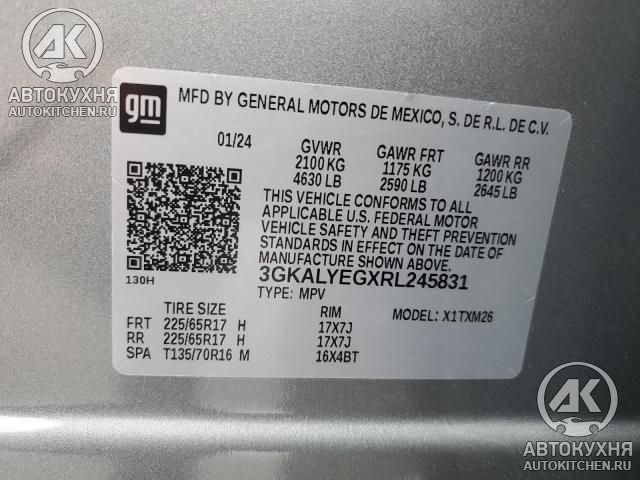 АВТОКУХНЯ
AUTOKITCHEN.RU
АВТОКУХНЯ
AUTOKITCHEN.RU
gm
MFD BY GENERAL MOTORS DE MEXICO, S. DE R.L. DE C.V.
01/24 GVWR GAWR FRT GAWR RR
2100 KG 1175 KG 1200 KG
4630 LB 2590 LB 2645 LB
THIS VEHICLE CONFORMS TO ALL
APPLICABLE U.S. FEDERAL MOTOR
VEHICLE SAFETY AND THEFT PREVENTION
STANDARDS IN EFFECT ON THE DATE OF
MANUFACTURE SHOWN ABOVE.
3GKALYEGXRL245831
130H
TYPE: MPV
TIRE SIZE RIM MODEL: X1TXM26
FRT 225/65R17 H 17X7J
RR 225/65R17 H 17X7J
SPA T135/70R16 M 16X4BT
АК
АВТОКУХНЯ
AUTOKITCHEN.RU